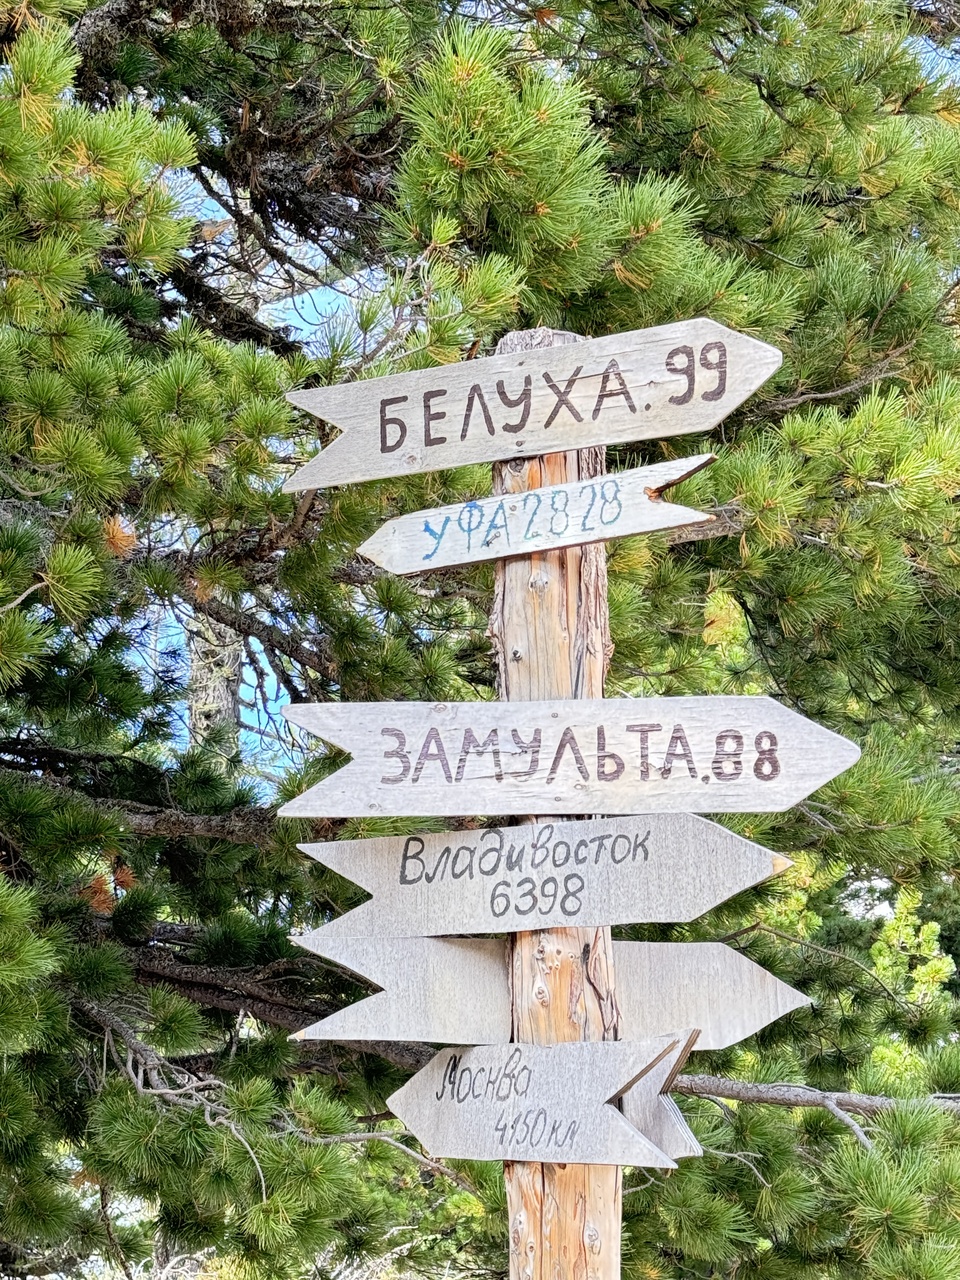 БЕЛУХА. 99
УФА 2828
ЗАМУЛЬТА. 88
Владивосток
6398
Москва
4150 км